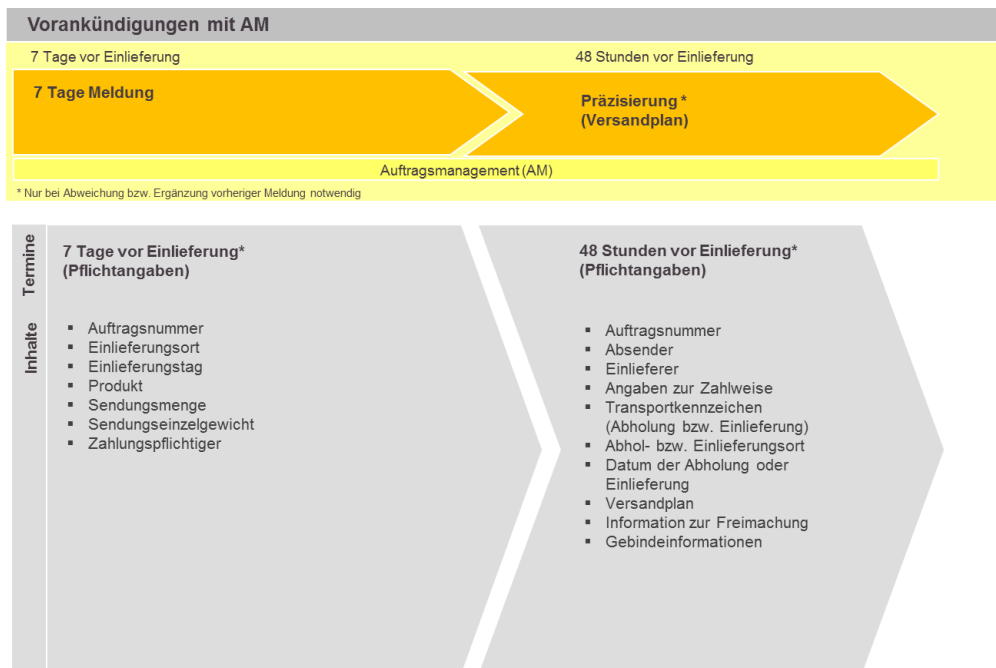 Vorankündigungen mit AM
7 Tage vor Einlieferung
48 Stunden vor Einlieferung
7 Tage Meldung
Präzisierung *
(Versandplan)
Auftragsmanagement (AM)
* Nur bei Abweichung bzw. Ergänzung vorheriger Meldung notwendig
Termine
7 Tage vor Einlieferung*
(Pflichtangaben)
48 Stunden vor Einlieferung*
(Pflichtangaben)
Inhalte
▪ Auftragsnummer
▪ Einlieferungsort
▪ Einlieferungstag
▪ Produkt
▪ Sendungsmenge
▪ Sendungseinzelgewicht
▪ Zahlungspflichtiger
▪ Auftragsnummer
▪ Absender
▪ Einlieferer
▪ Angaben zur Zahlweise
▪ Transportkennzeichen
(Abholung bzw. Einlieferung)
▪ Abhol- bzw. Einlieferungsort
▪ Datum der Abholung oder
Einlieferung
▪ Versandplan
▪ Information zur Freimachung
▪ Gebindeinformationen